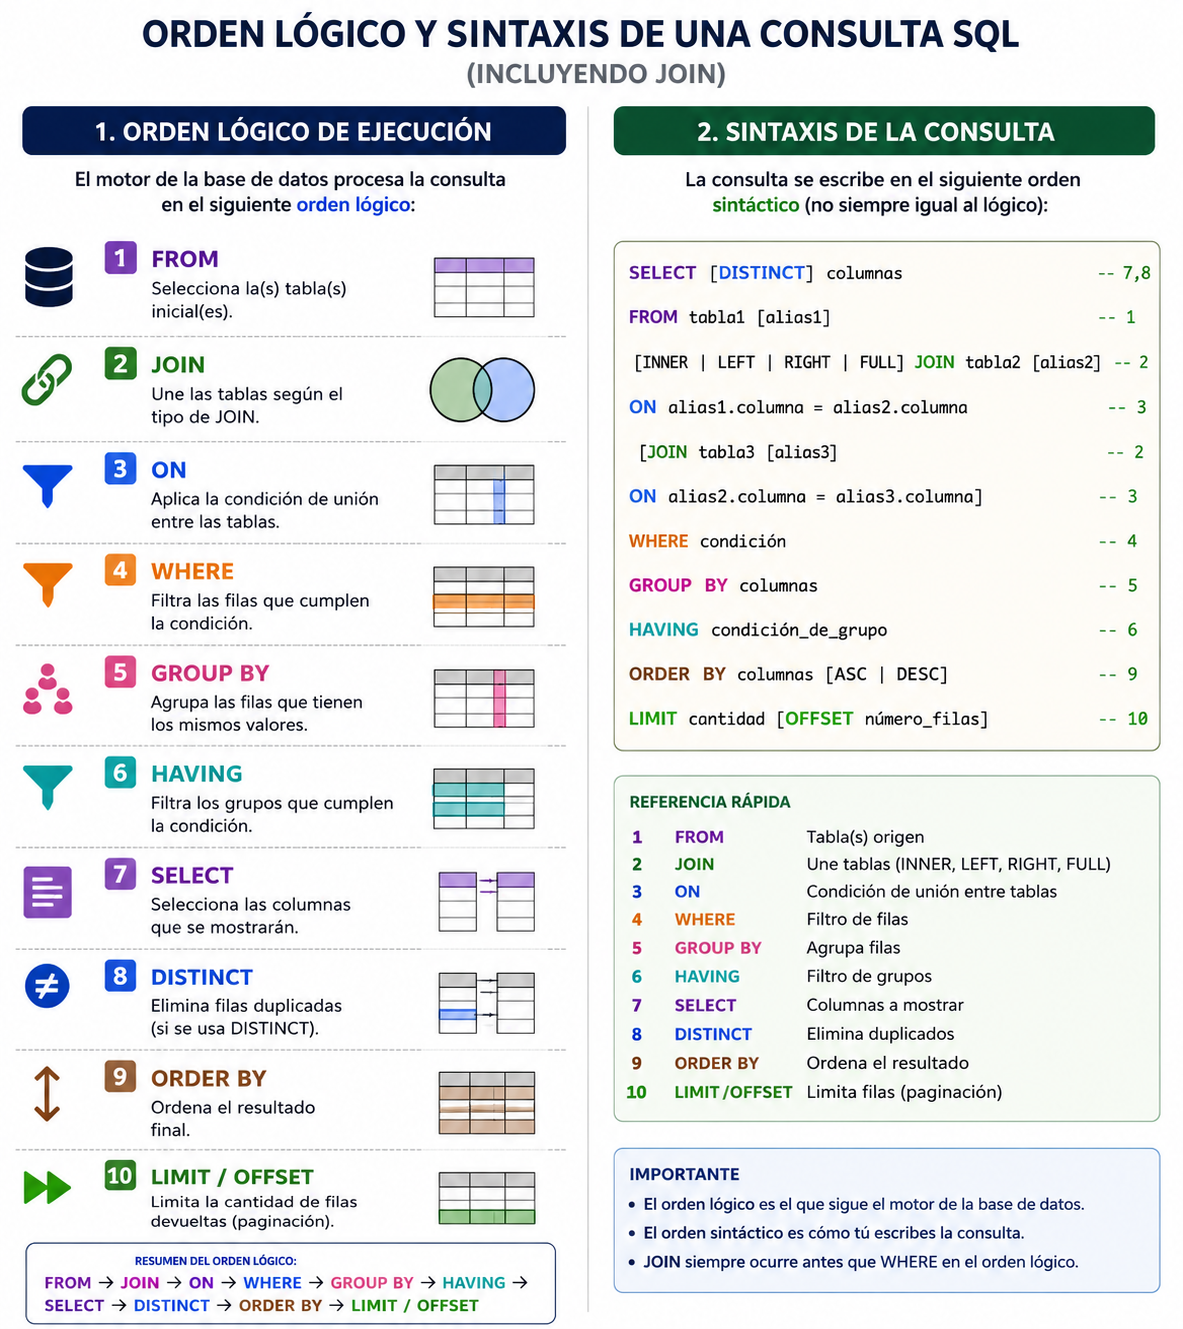 ORDEN LÓGICO Y SINTAXIS DE UNA CONSULTA SQL
(INCLUYENDO JOIN)
1. ORDEN LÓGICO DE EJECUCIÓN
El motor de la base de datos procesa la consulta
en el siguiente orden lógico:
1 FROM
Selecciona la(s) tabla(s)
inicial(es).
2 JOIN
Une las tablas según el
tipo de JOIN.
3 ON
Aplica la condición de unión
entre las tablas.
4 WHERE
Filtra las filas que cumplen
la condición.
5 GROUP BY
Agrupa las filas que tienen
los mismos valores.
6 HAVING
Filtra los grupos que cumplen
la condición.
7 SELECT
Selecciona las columnas
que se mostrarán.
8 DISTINCT
Elimina filas duplicadas
(si se usa DISTINCT).
9 ORDER BY
Ordena el resultado
final.
10 LIMIT / OFFSET
Limita la cantidad de filas
devueltas (paginación).
RESUMEN DEL ORDEN LÓGICO:
FROM → JOIN → ON → WHERE → GROUP BY → HAVING →
SELECT → DISTINCT → ORDER BY → LIMIT / OFFSET
2. SINTAXIS DE LA CONSULTA
La consulta se escribe en el siguiente orden
sintáctico (no siempre igual al lógico):
SELECT [DISTINCT] columnas -- 7,8
FROM tabla1 [alias1] -- 1
[INNER | LEFT | RIGHT | FULL] JOIN tabla2 [alias2] -- 2
ON alias1.columna = alias2.columna -- 3
[JOIN tabla3 [alias3] -- 2
ON alias2.columna = alias3.columna] -- 3
WHERE condición -- 4
GROUP BY columnas -- 5
HAVING condición_de_grupo -- 6
ORDER BY columnas [ASC | DESC] -- 9
LIMIT cantidad [OFFSET número_filas] -- 10
REFERENCIA RÁPIDA
1 FROM Tabla(s) origen
2 JOIN Une tablas (INNER, LEFT, RIGHT, FULL)
3 ON Condición de unión entre tablas
4 WHERE Filtro de filas
5 GROUP BY Agrupa filas
6 HAVING Filtro de grupos
7 SELECT Columnas a mostrar
8 DISTINCT Elimina duplicados
9 ORDER BY Ordena el resultado
10 LIMIT/OFFSET Limita filas (paginación)
IMPORTANTE
• El orden lógico es el que sigue el motor de la base de datos.
• El orden sintáctico es cómo tú escribes la consulta.
• JOIN siempre ocurre antes que WHERE en el orden lógico.